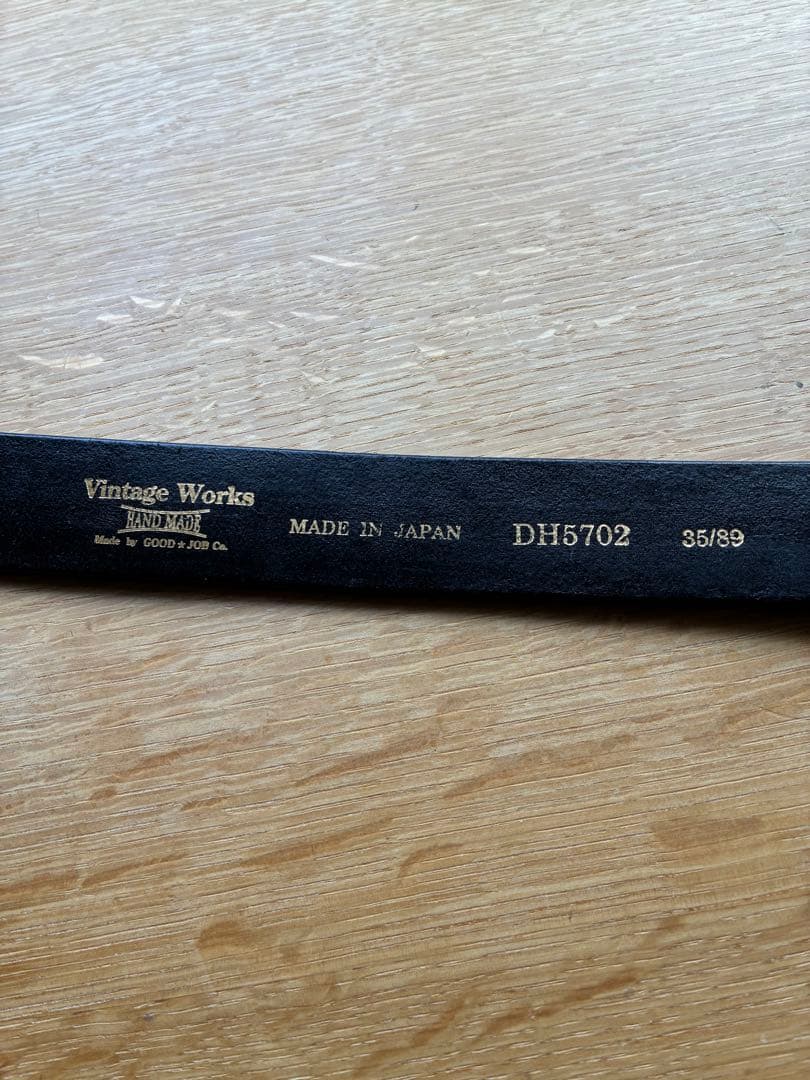 Vintage Works
HAND MADE
Made by GOOD★JOB Co.
MADE IN JAPAN
DH5702
35/89